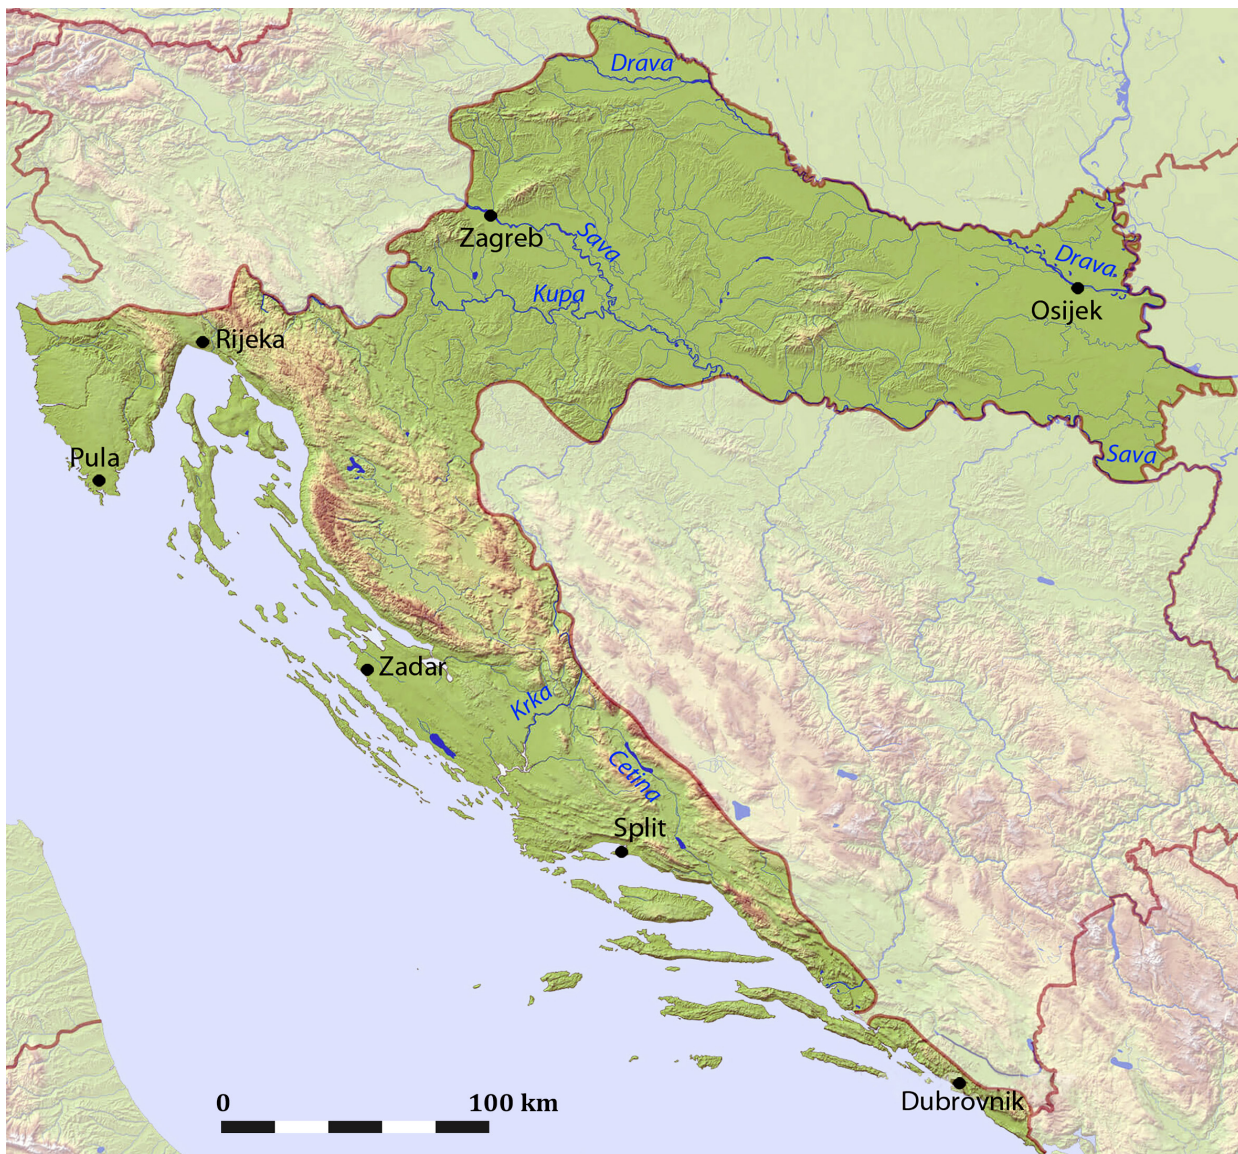 Drava
Zagreb
Sava
Kupa
Drava
Osijek
Rijeka
Pula
Sava
Zadar
Krka
Cetina
Split
Dubrovnik
0 100 km